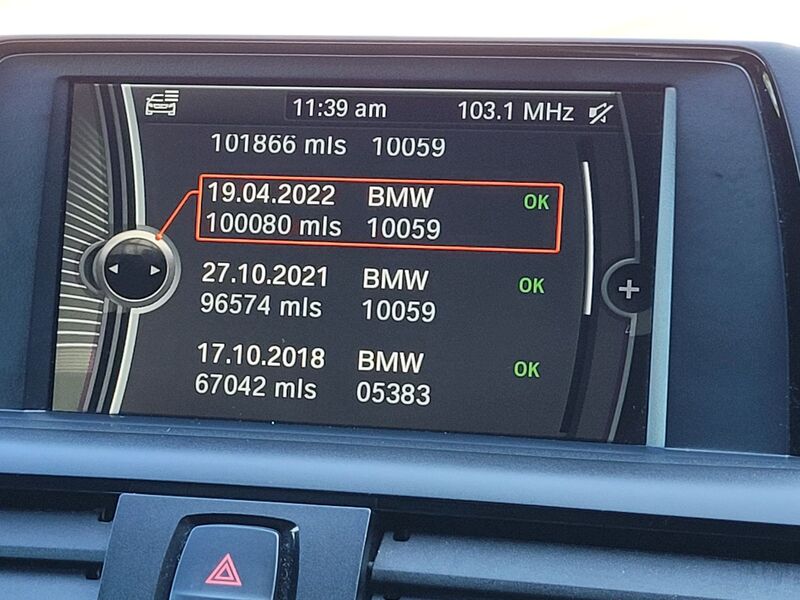 11:39 am 103.1 MHz
101866 mls 10059
19.04.2022 BMW OK
100080 mls 10059
27.10.2021 BMW OK
96574 mls 10059
17.10.2018 BMW OK
67042 mls 05383